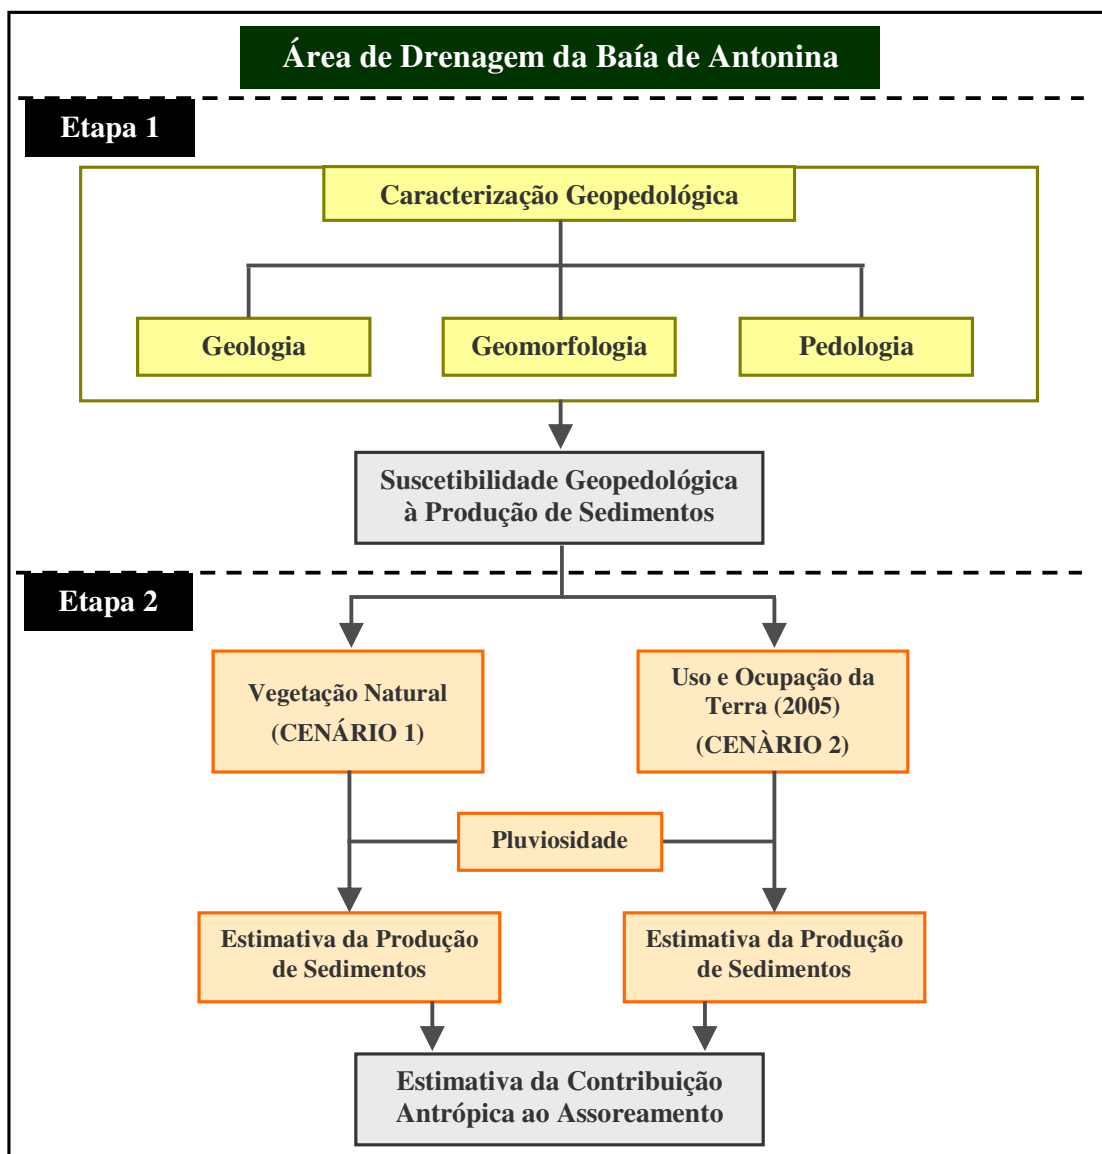 Área de Drenagem da Baía de Antonina
Etapa 1
Caracterização Geopedológica
Geologia
Geomorfologia
Pedologia
Suscetibilidade Geopedológica
à Produção de Sedimentos
Etapa 2
Vegetação Natural
(CENÁRIO 1)
Uso e Ocupação da
Terra (2005)
(CENÀRIO 2)
Pluviosidade
Estimativa da Produção
de Sedimentos
Estimativa da Produção
de Sedimentos
Estimativa da Contribuição
Antrópica ao Assoreamento